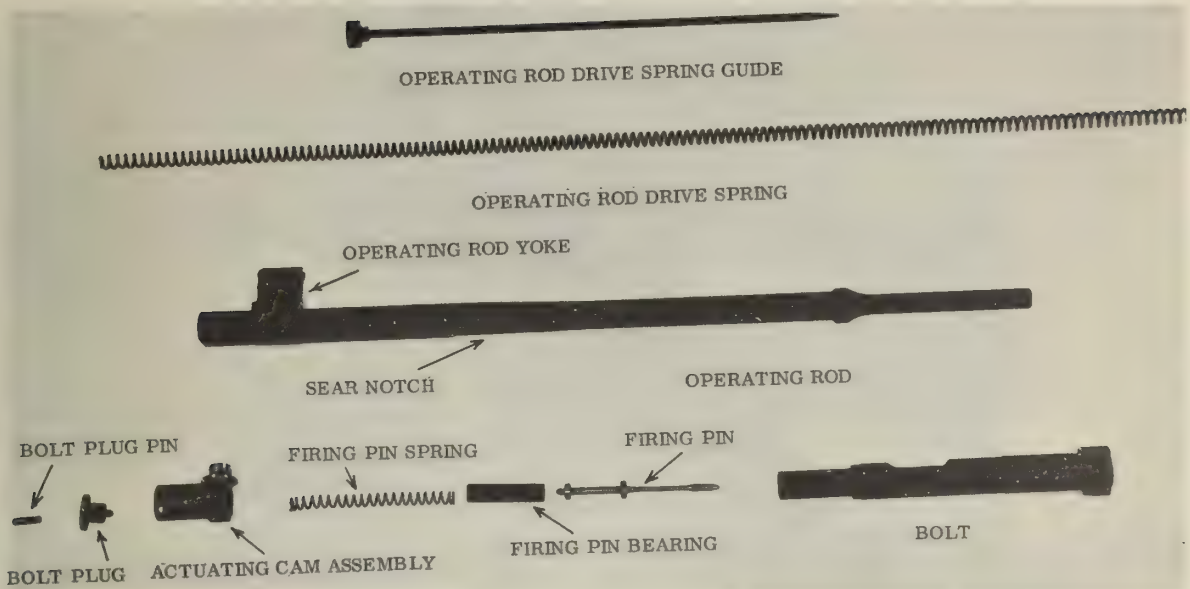 OPERATING ROD DRIVE SPRING GUIDE
OPERATING ROD DRIVE SPRING
OPERATING ROD YOKE
SEAR NOTCH
OPERATING ROD
BOLT PLUG PIN
FIRING PIN SPRING
FIRING PIN
BOLT PLUG
ACTUATING CAM ASSEMBLY
FIRING PIN BEARING
BOLT